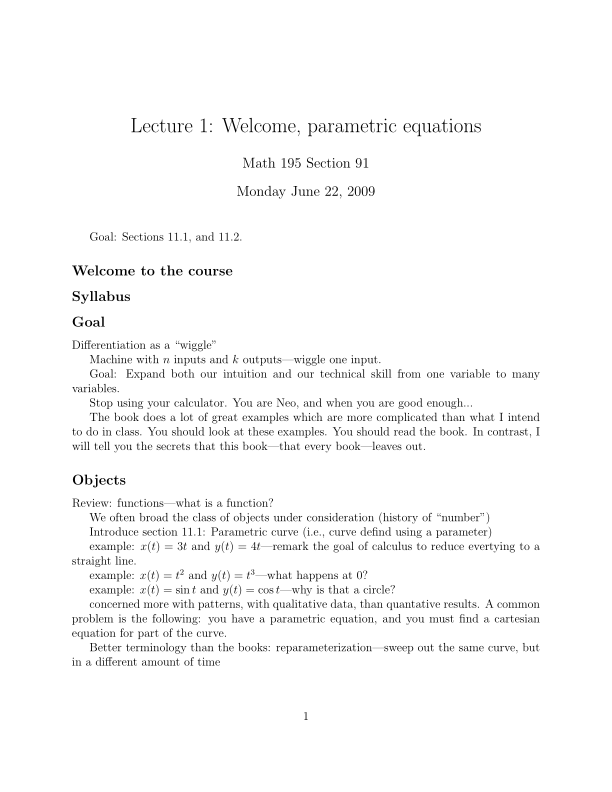 Lecture 1: Welcome, parametric equations
Math 195 Section 91
Monday June 22, 2009
Goal: Sections 11.1, and 11.2.
Welcome to the course
Syllabus
Goal
Differentiation as a “wiggle”
Machine with n inputs and k outputs—wiggle one input.
Goal: Expand both our intuition and our technical skill from one variable to many
variables.
Stop using your calculator. You are Neo, and when you are good enough...
The book does a lot of great examples which are more complicated than what I intend
to do in class. You should look at these examples. You should read the book. In contrast, I
will tell you the secrets that this book—that every book—leaves out.
Objects
Review: functions—what is a function?
We often broad the class of objects under consideration (history of “number”)
Introduce section 11.1: Parametric curve (i.e., curve defind using a parameter)
example: x(t) = 3t and y(t) = 4t—remark the goal of calculus to reduce evertying to a
straight line.
example: x(t) = t² and y(t) = t³—what happens at 0?
example: x(t) = sin t and y(t) = cos t—why is that a circle?
concerned more with patterns, with qualitative data, than quantative results. A common
problem is the following: you have a parametric equation, and you must find a cartesian
equation for part of the curve.
Better terminology than the books: reparameterization—sweep out the same curve, but
in a different amount of time
1